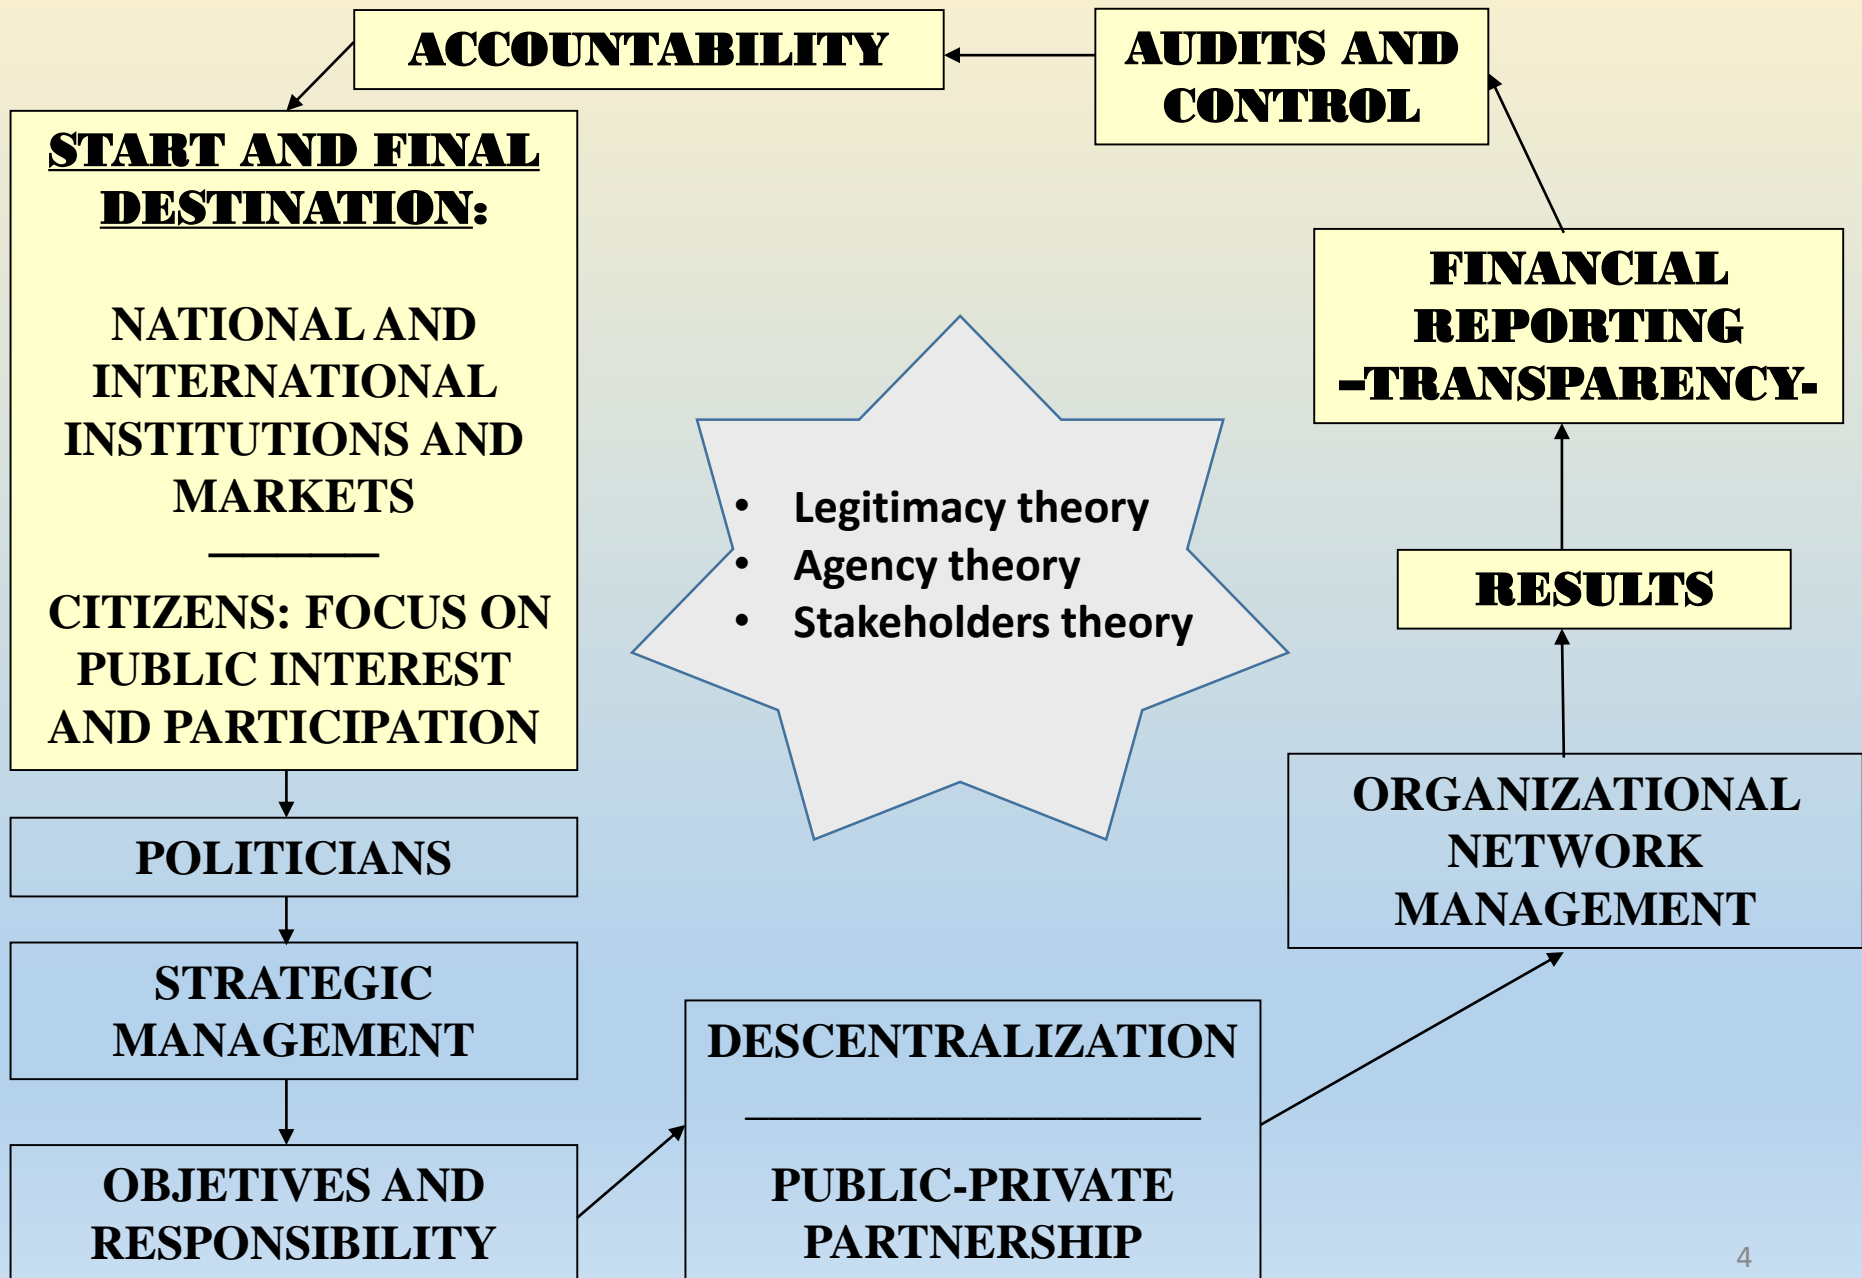 ACCOUNTABILITY
AUDITS AND
CONTROL
START AND FINAL
DESTINATION:
NATIONAL AND
INTERNATIONAL
INSTITUTIONS AND
MARKETS
CITIZENS: FOCUS ON
PUBLIC INTEREST
AND PARTICIPATION
POLITICIANS
STRATEGIC
MANAGEMENT
OBJETIVES AND
RESPONSIBILITY
DESCENTRALIZATION
PUBLIC-PRIVATE
PARTNERSHIP
ORGANIZATIONAL
NETWORK
MANAGEMENT
RESULTS
FINANCIAL
REPORTING
–TRANSPARENCY-
• Legitimacy theory
• Agency theory
• Stakeholders theory
4